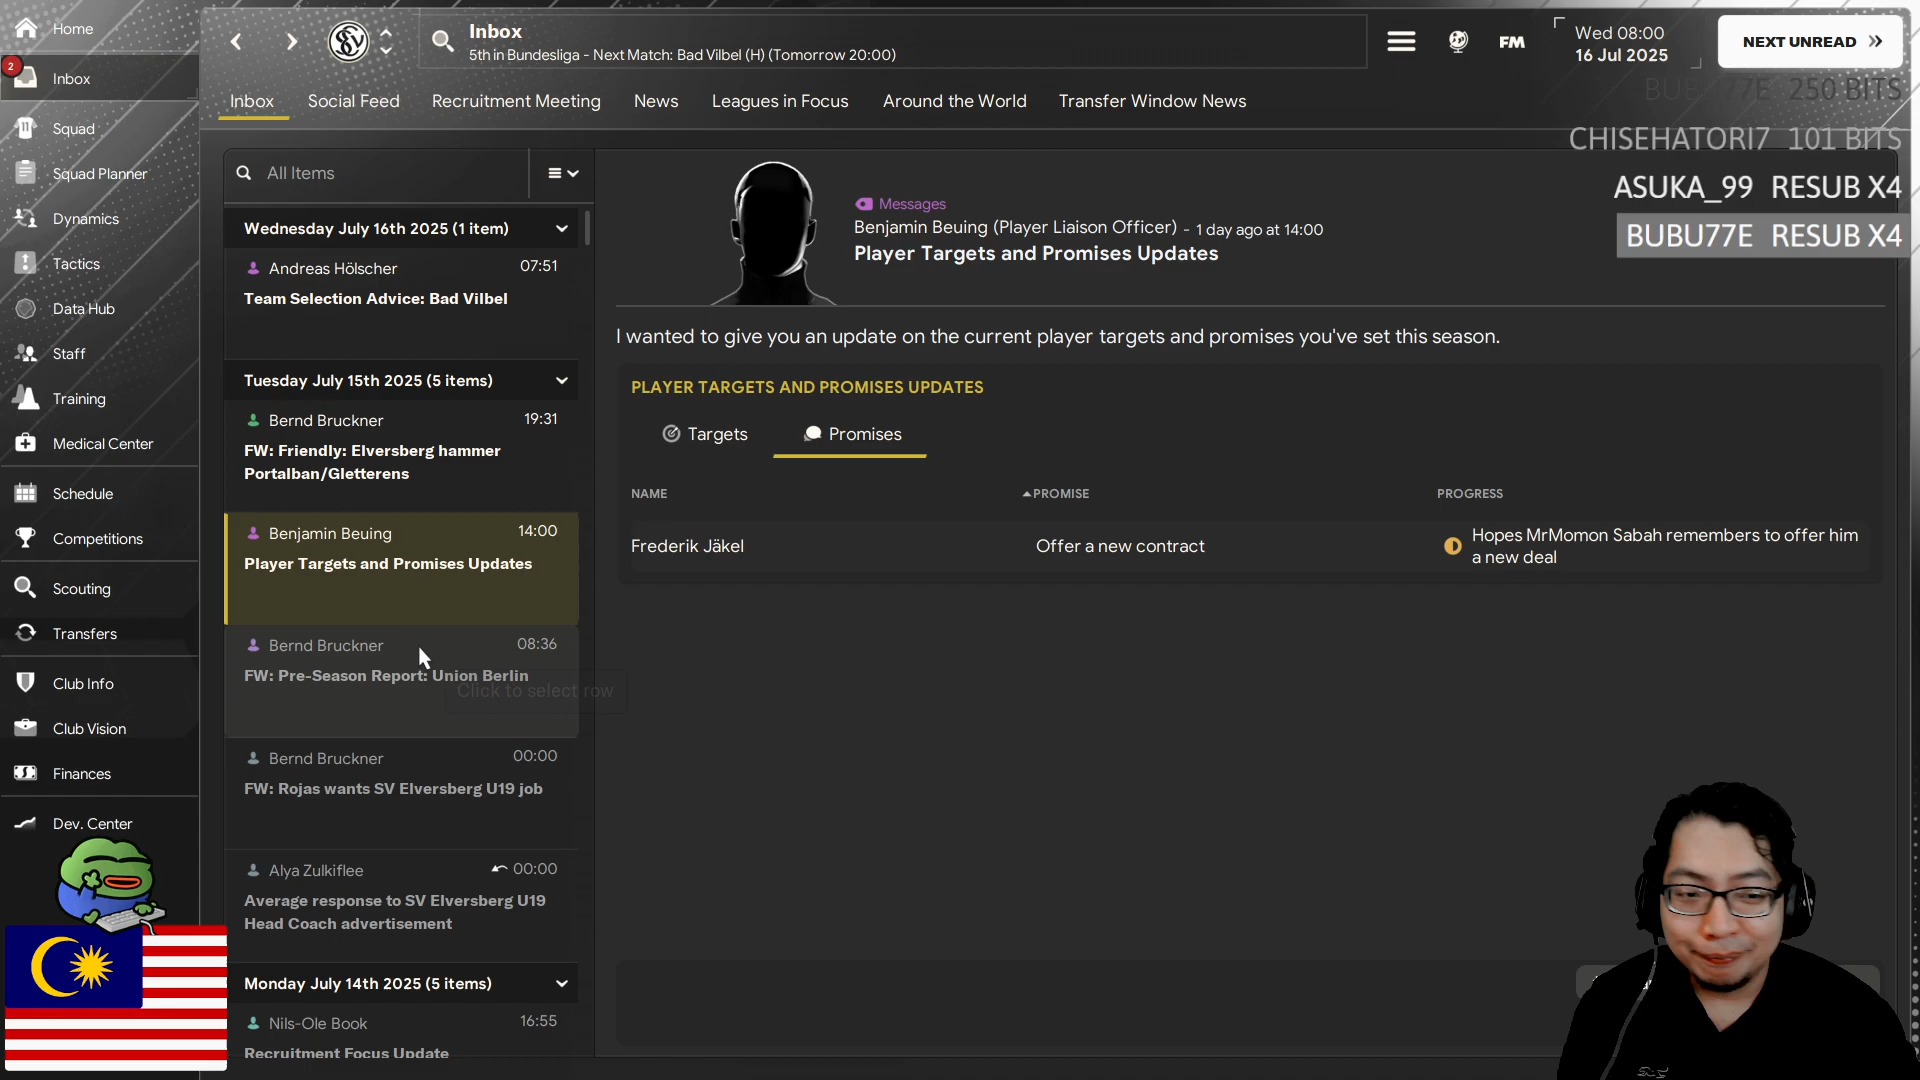 Home
2
Inbox
Squad
Squad Planner
Dynamics
Tactics
Data Hub
Staff
Training
Medical Center
Schedule
Competitions
Scouting
Transfers
Club Info
Club Vision
Finances
Dev. Center
Inbox
5th in Bundesliga - Next Match: Bad Vilbel (H) (Tomorrow 20:00)
FM
Wed 08:00
16 Jul 2025
NEXT UNREAD
BUBU77E 250 BITS
CHISEHATORI7 101 BITS
ASUKA_99 RESUB X4
BUBU77E RESUB X4
Inbox
Social Feed
Recruitment Meeting
News
Leagues in Focus
Around the World
Transfer Window News
All Items
Wednesday July 16th 2025 (1 item)
Andreas Hölscher 07:51
Team Selection Advice: Bad Vilbel
Tuesday July 15th 2025 (5 items)
Bernd Bruckner 19:31
FW: Friendly: Elversberg hammer
Portalban/Gletterens
Benjamin Beuing 14:00
Player Targets and Promises Updates
Bernd Bruckner 08:36
FW: Pre-Season Report: Union Berlin
Click to select row
Bernd Bruckner 00:00
FW: Rojas wants SV Elversberg U19 job
Alya Zulkiflee 00:00
Average response to SV Elversberg U19
Head Coach advertisement
Monday July 14th 2025 (5 items)
Nils-Ole Book 16:55
Recruitment Focus Update
Messages
Benjamin Beuing (Player Liaison Officer) - 1 day ago at 14:00
Player Targets and Promises Updates
I wanted to give you an update on the current player targets and promises you've set this season.
PLAYER TARGETS AND PROMISES UPDATES
Targets
Promises
NAME PROMISE PROGRESS
Frederik Jäkel Offer a new contract Hopes MrMomon Sabah remembers to offer him
a new deal